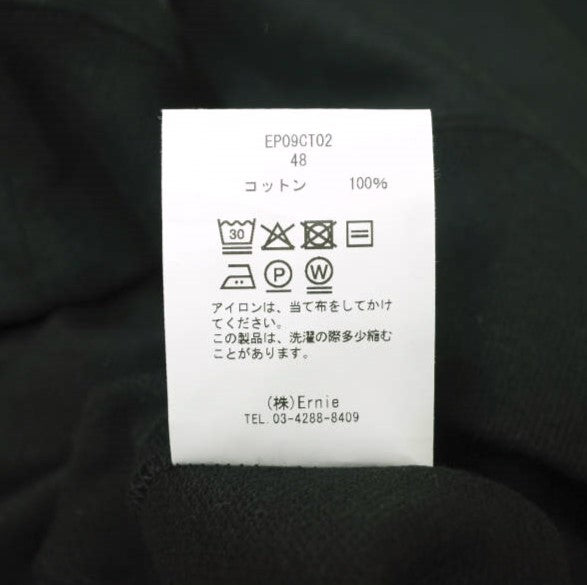 EP09CT02
48
コットン 100%
30
P W
アイロンは、当て布をしてかけ
てください。
この製品は、洗濯の際多少縮む
ことがあります。
(株)Ernie
TEL.03-4288-8409